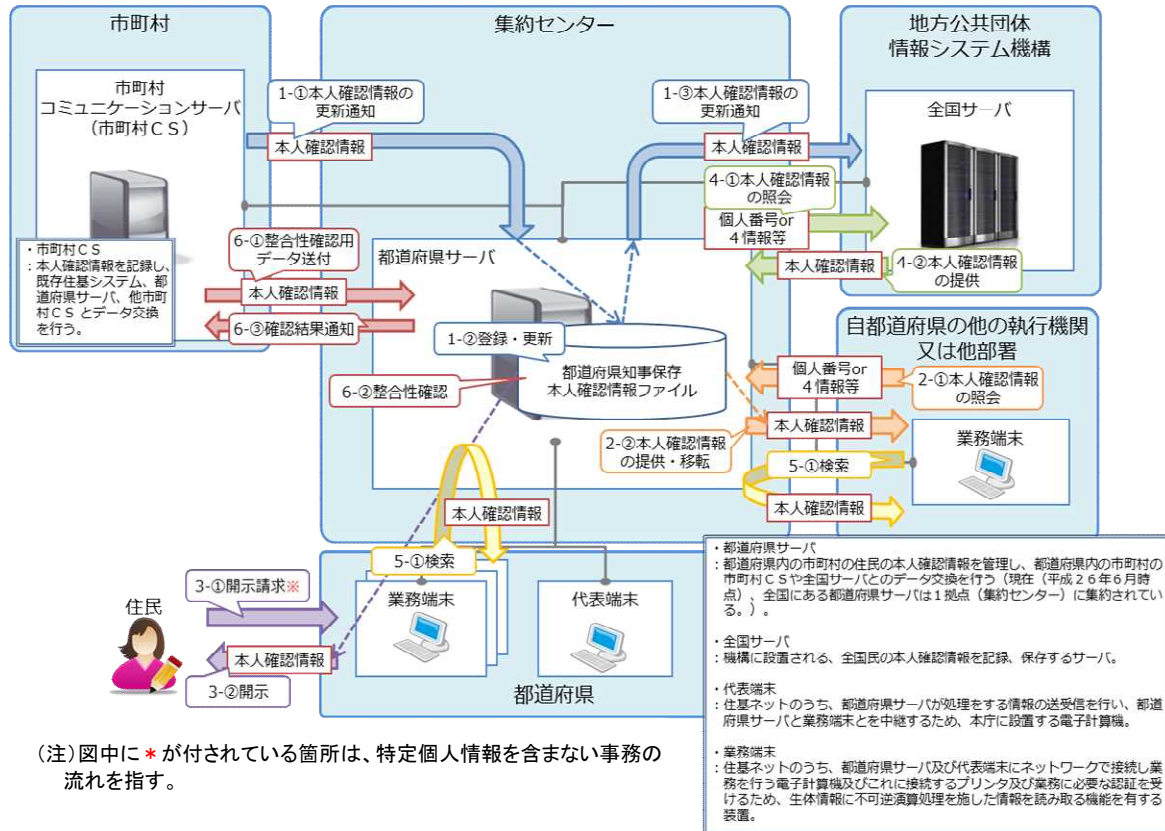 市町村
集約センター
地方公共団体
情報システム機構
市町村
コミュニケーションサーバ
(市町村CS)
1-①本人確認情報の
更新通知
本人確認情報
1-③本人確認情報の
更新通知
本人確認情報
全国サーバ
4-①本人確認情報
の照会
個人番号or
4情報等
本人確認情報
4-②本人確認情報
の提供
・市町村CS
:本人確認情報を記録し、
既存住基システム、都
道府県サーバ、他市町
村CSとデータ交換
を行う。
6-①整合性確認用
データ送付
本人確認情報
6-③確認結果通知
都道府県サーバ
1-②登録・更新
6-②整合性確認
都道府県知事保存
本人確認情報ファイル
自都道府県の他の執行機関
又は他部署
個人番号or
4情報等
2-①本人確認情報
の照会
本人確認情報
2-②本人確認情報
の提供・移転
業務端末
5-①検索
本人確認情報
本人確認情報
5-①検索
3-①開示請求※
住民
本人確認情報
3-②開示
業務端末
代表端末
都道府県
・都道府県サーバ
:都道府県内の市町村の住民の本人確認情報を管理し、都道府県内の市町村の
市町村CSや全国サーバとのデータ交換を行う(現在(平成26年6月時
点)、全国にある都道府県サーバは1拠点(集約センター)に集約されてい
る。)。
・全国サーバ
:機構に設置される、全国民の本人確認情報を記録、保存するサーバ。
・代表端末
:住基ネットのうち、都道府県サーバが処理をする情報の送受信を行い、都道
府県サーバと業務端末とを中継するため、本庁に設置する電子計算機。
・業務端末
:住基ネットのうち、都道府県サーバ及び代表端末にネットワークで接続し業
務を行う電子計算機及びこれに接続するプリンタ及び業務に必要な認証を受
けるため、生体情報に不可逆演算処理を施した情報を読み取る機能を有する
装置。
(注)図中に*が付されている箇所は、特定個人情報を含まない事務の
流れを指す。